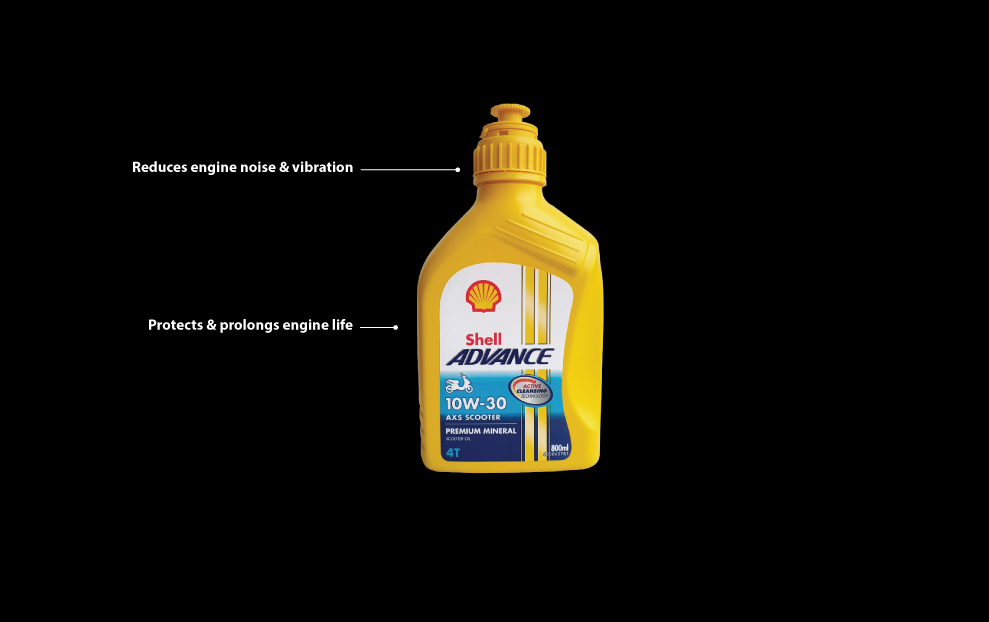 Reduces engine noise & vibration
Protects & prolongs engine life
Shell
ADVANCE
ACTIVE
CLEANSING
TECHNOLOGY
10W-30
AX5 SCOOTER
PREMIUM MINERAL
SCOOTER OIL
4T
800ml